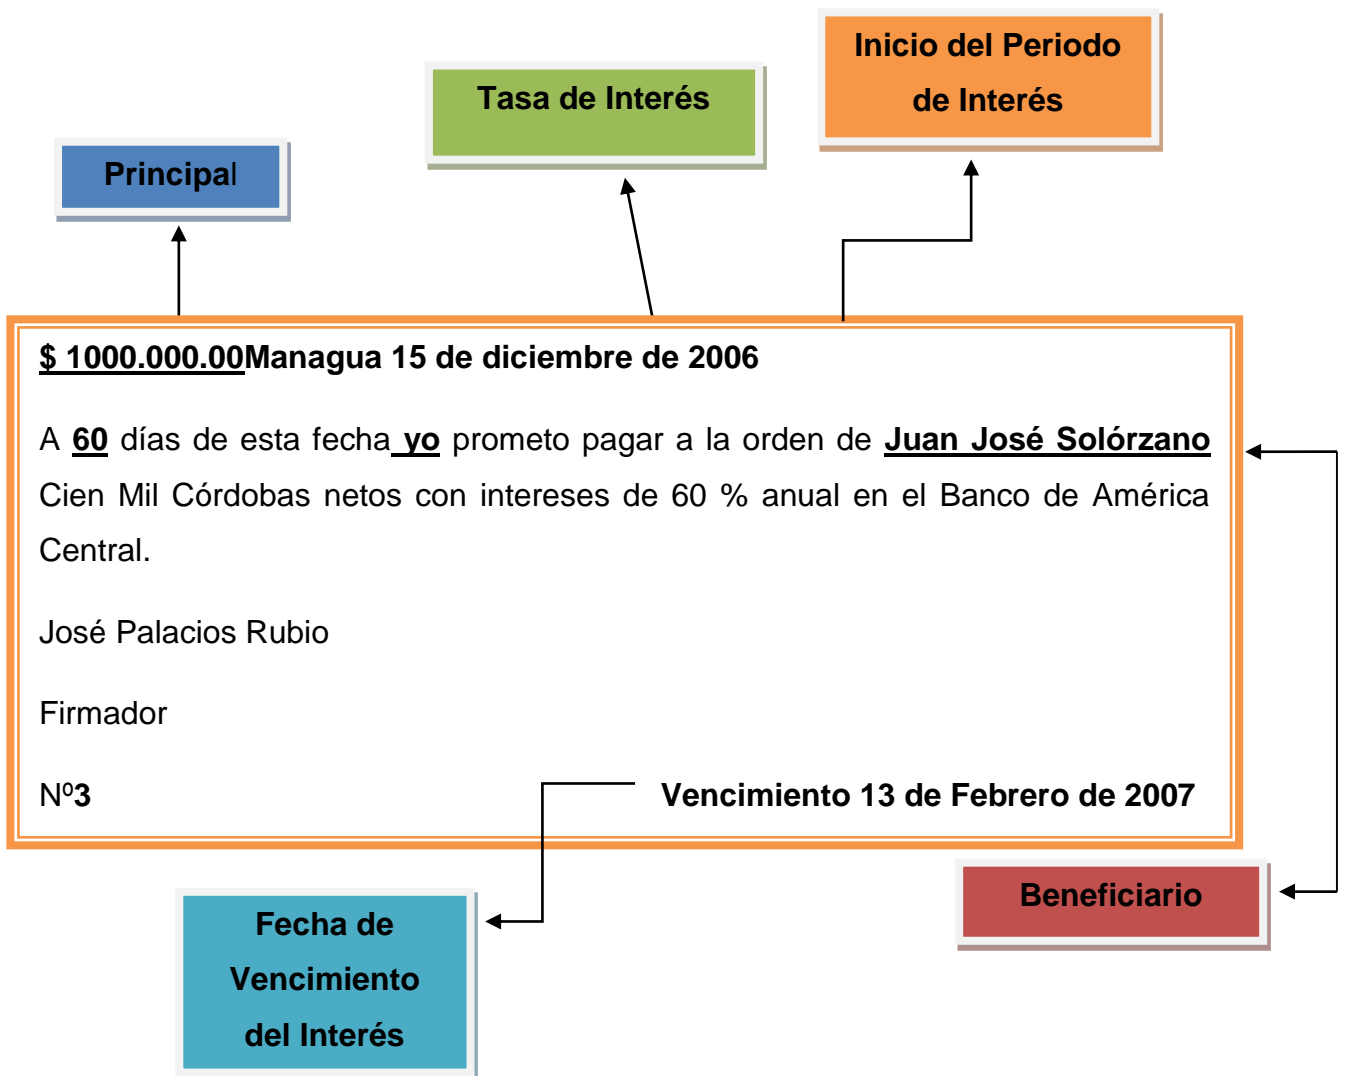 Inicio del Periodo
de Interés
Tasa de Interés
Principal
$ 1000.000.00Managua 15 de diciembre de 2006
A 60 días de esta fecha yo prometo pagar a la orden de Juan José Solórzano
Cien Mil Córdobas netos con intereses de 60 % anual en el Banco de América
Central.
José Palacios Rubio
Firmador
Nº3 Vencimiento 13 de Febrero de 2007
Beneficiario
Fecha de
Vencimiento
del Interés